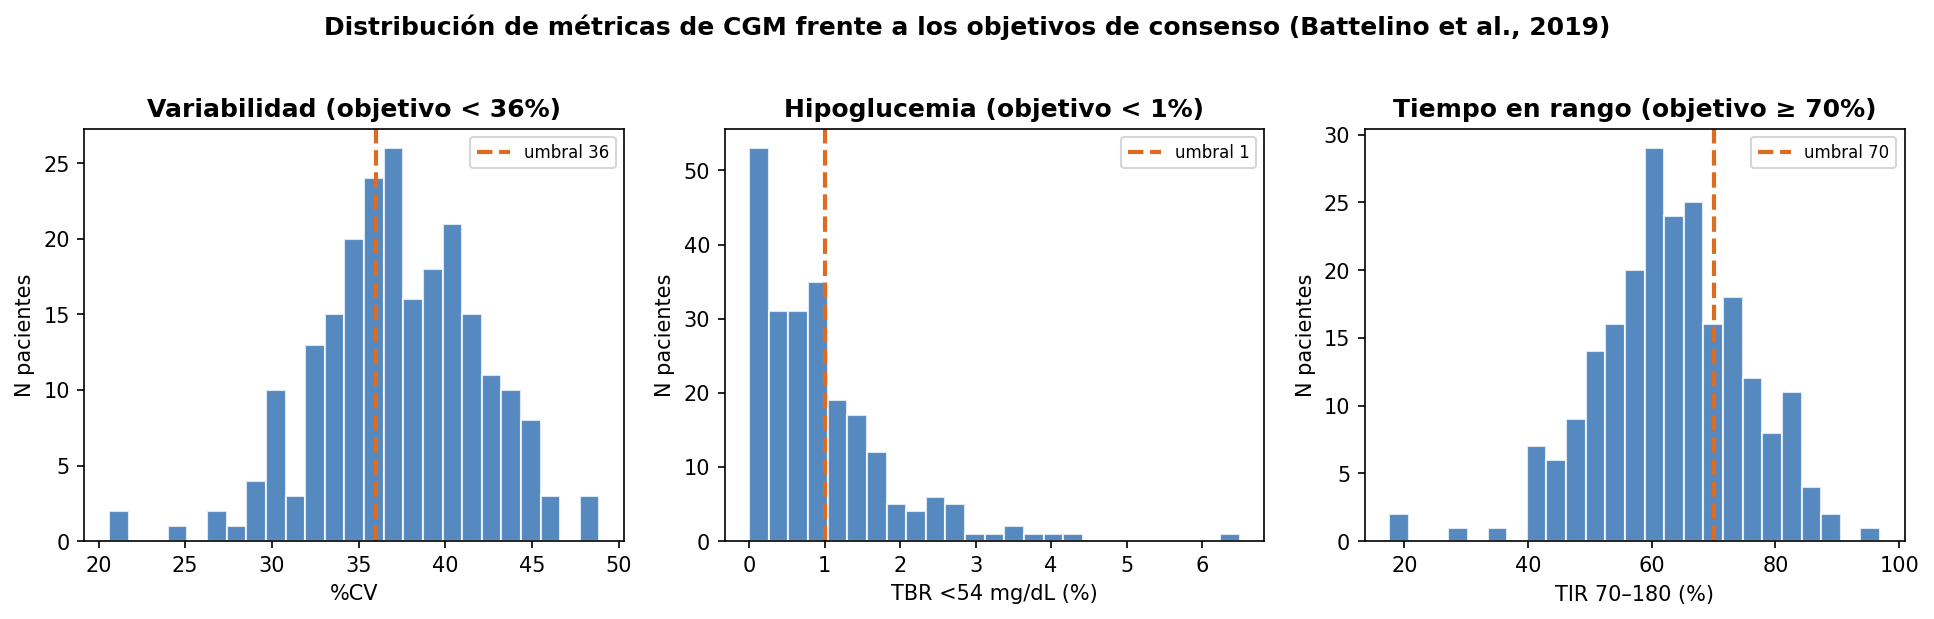 Distribución de métricas de CGM frente a los objetivos de consenso (Battelino et al., 2019)
Variabilidad (objetivo < 36%)
umbral 36
N pacientes
25
20
15
10
5
0
20 25 30 35 40 45 50
%CV
Hipoglucemia (objetivo < 1%)
umbral 1
N pacientes
50
40
30
20
10
0
0 1 2 3 4 5 6
TBR <54 mg/dL (%)
Tiempo en rango (objetivo ≥ 70%)
umbral 70
N pacientes
30
25
20
15
10
5
0
20 40 60 80 100
TIR 70–180 (%)